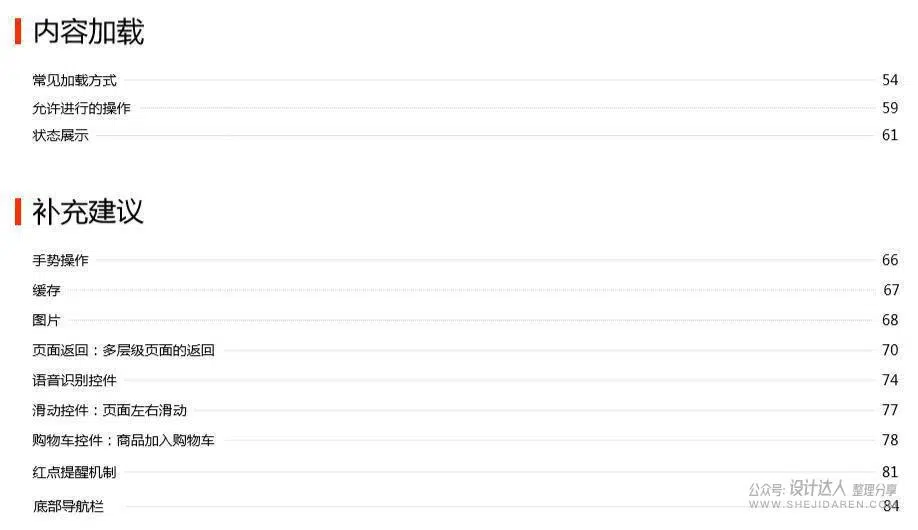 内容加载
常见加载方式 54
允许进行的操作 59
状态展示 61
补充建议
手势操作 66
缓存 67
图片 68
页面返回：多层级页面的返回 70
语音识别控件 74
滑动控件：页面左右滑动 77
购物车控件：商品加入购物车 78
红点提醒机制 81
公众号: 设计达人 整理分享
底部导航栏 84
WWW.SHEJIDAREN.COM